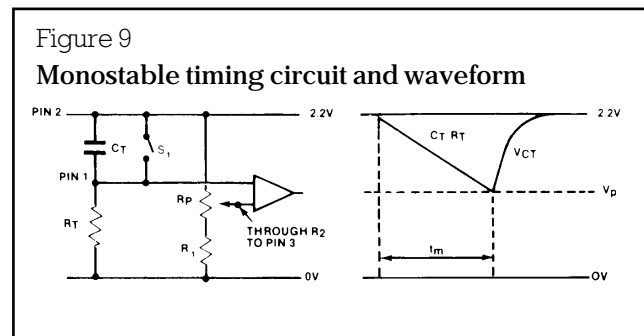 Figure 9
Monostable timing circuit and waveform
PIN 2
2.2V
CT
S1
PIN 1
RP
RT
R1
THROUGH R2
TO PIN 3
0V
2.2V
CT RT
VCT
Vp
tm
0V